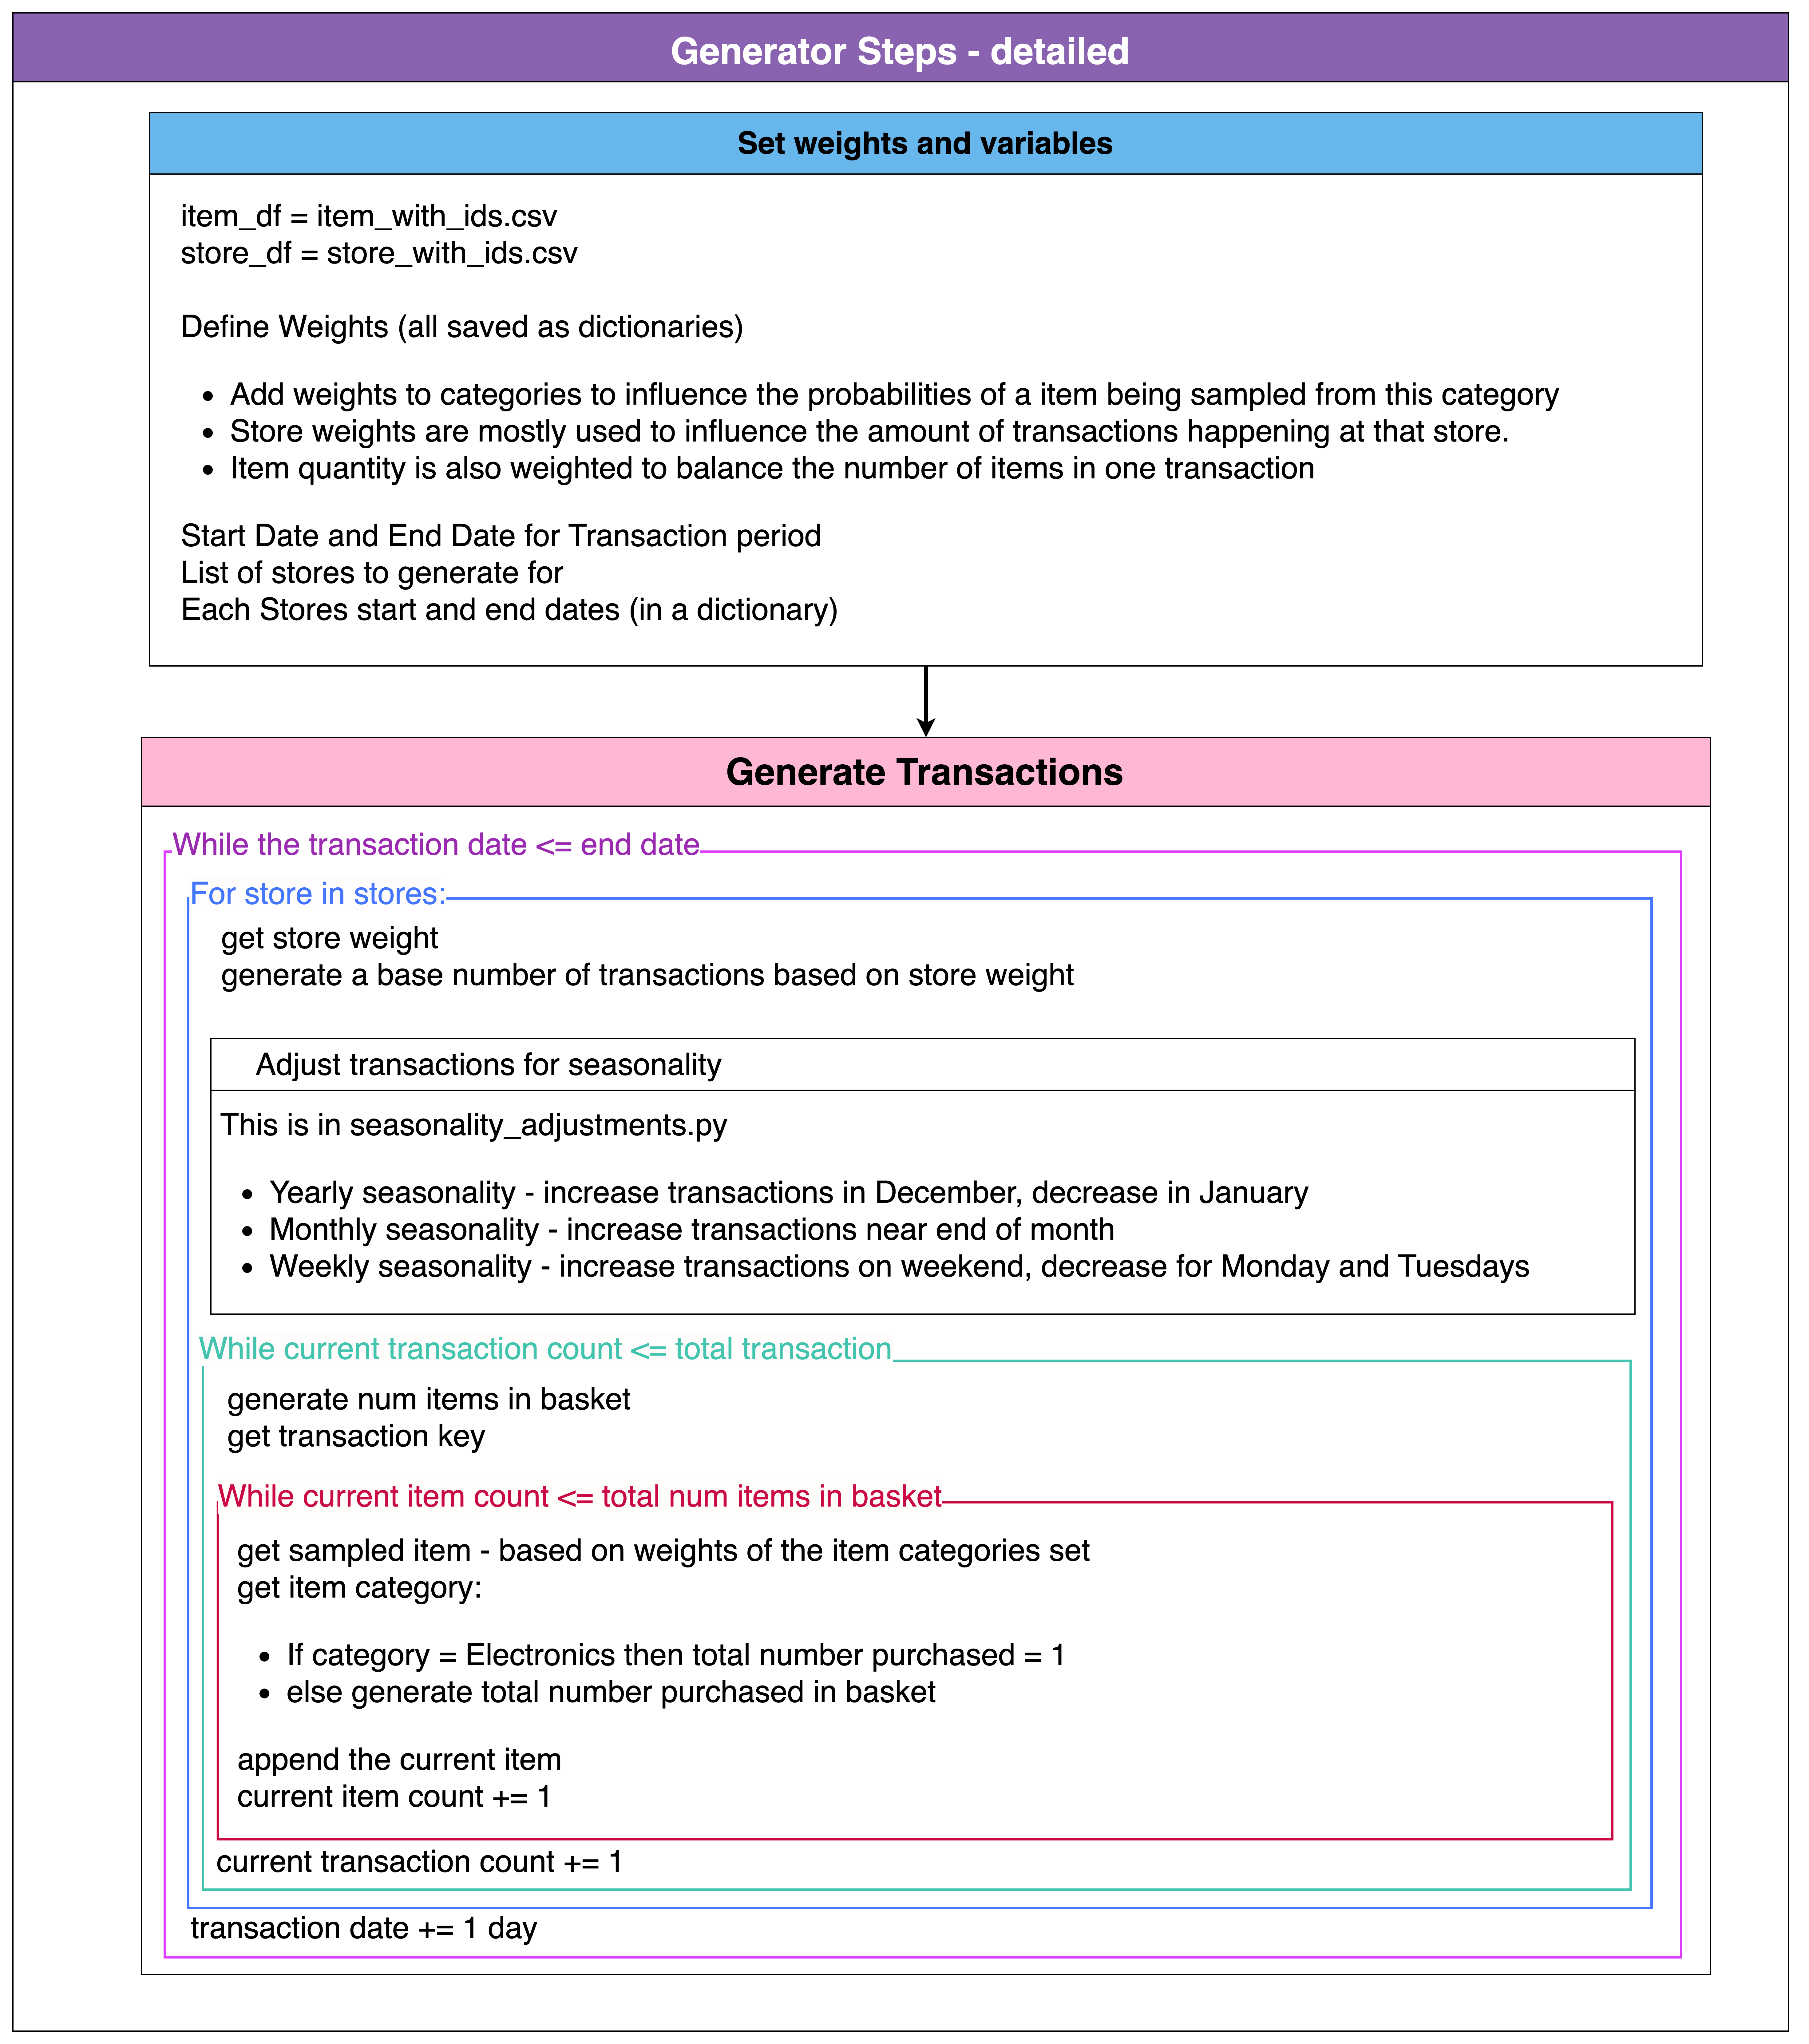 Generator Steps - detailed
Set weights and variables
item_df = item_with_ids.csv
store_df = store_with_ids.csv
Define Weights (all saved as dictionaries)
• Add weights to categories to influence the probabilities of a item being sampled from this category
• Store weights are mostly used to influence the amount of transactions happening at that store.
• Item quantity is also weighted to balance the number of items in one transaction
Start Date and End Date for Transaction period
List of stores to generate for
Each Stores start and end dates (in a dictionary)
Generate Transactions
While the transaction date <= end date
For store in stores:
get store weight
generate a base number of transactions based on store weight
Adjust transactions for seasonality
This is in seasonality_adjustments.py
• Yearly seasonality - increase transactions in December, decrease in January
• Monthly seasonality - increase transactions near end of month
• Weekly seasonality - increase transactions on weekend, decrease for Monday and Tuesdays
While current transaction count <= total transaction
generate num items in basket
get transaction key
While current item count <= total num items in basket
get sampled item - based on weights of the item categories set
get item category:
• If category = Electronics then total number purchased = 1
• else generate total number purchased in basket
append the current item
current item count += 1
current transaction count += 1
transaction date += 1 day